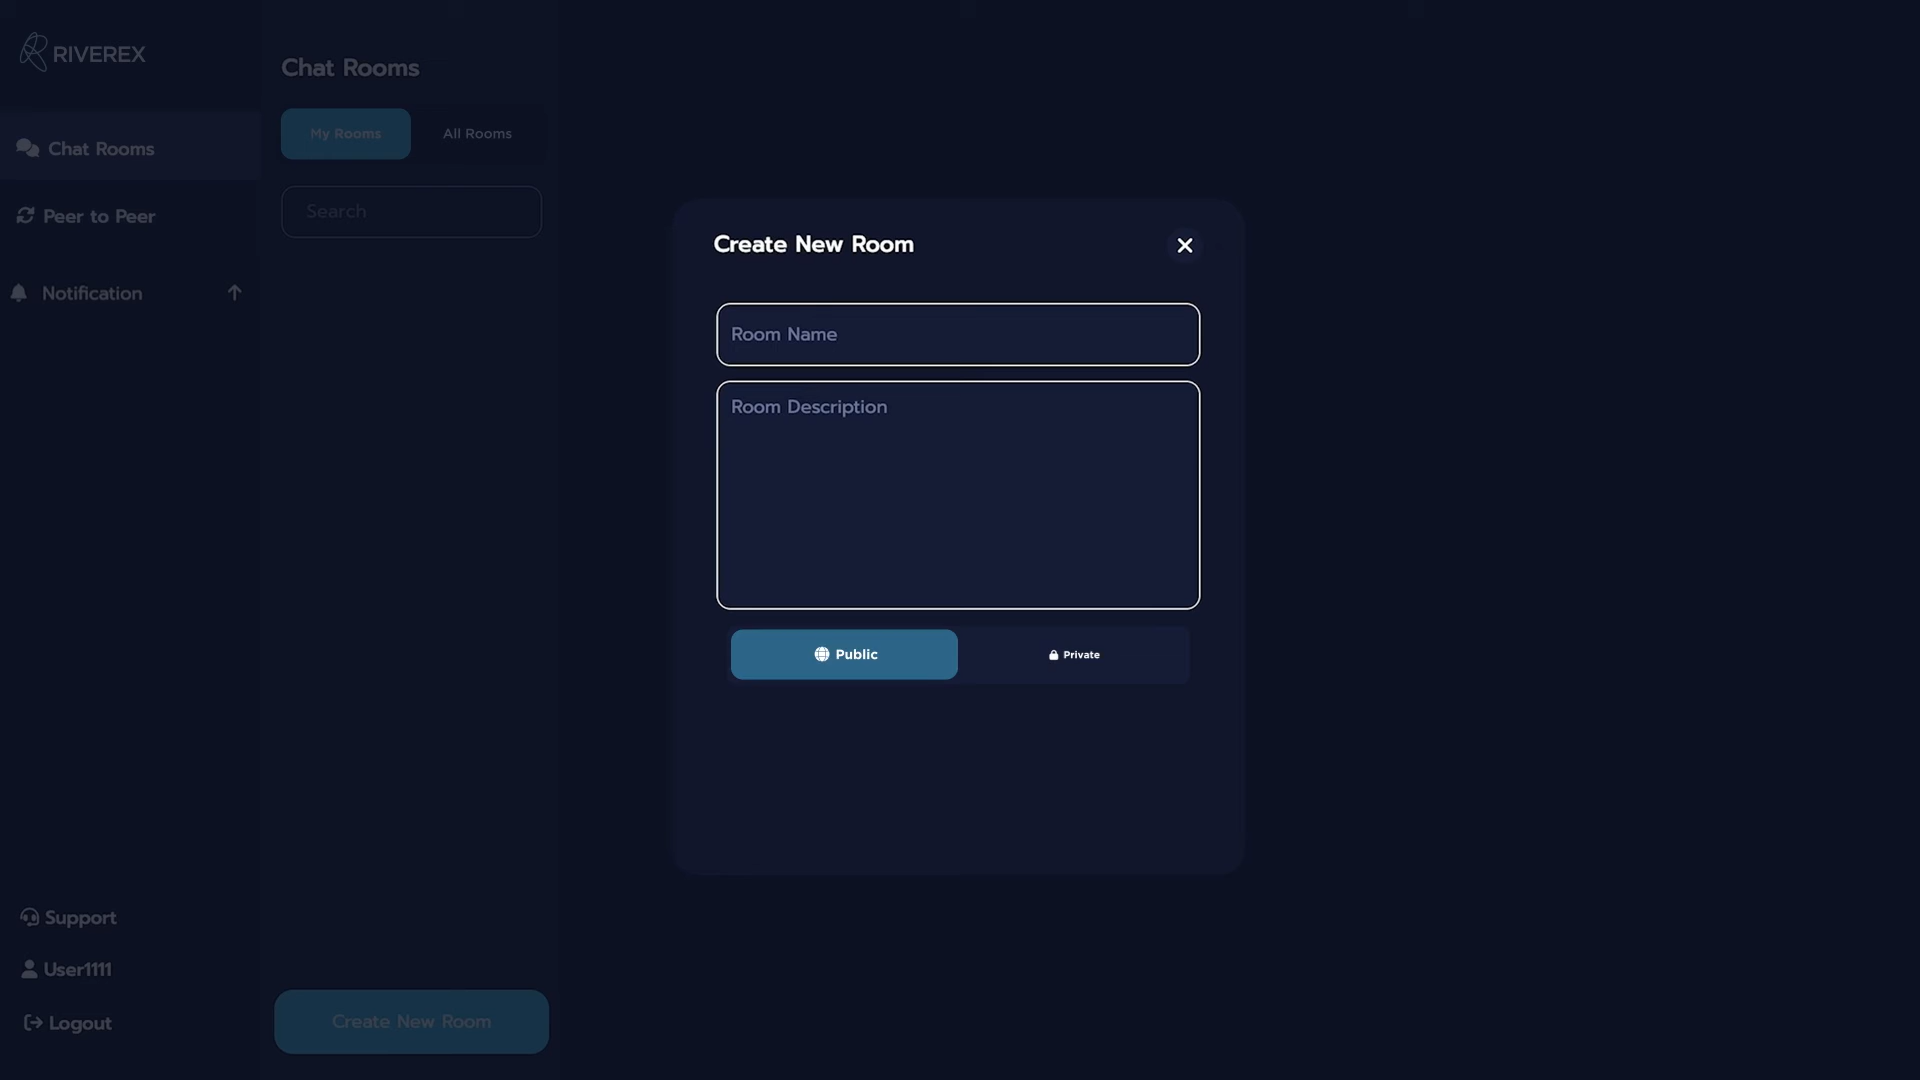 RIVEREX
Chat Rooms
Peer to Peer
Notification
Support
User1111
Logout
Chat Rooms
My Rooms
All Rooms
Search
Create New Room
Create New Room
Room Name
Room Description
Public
Private